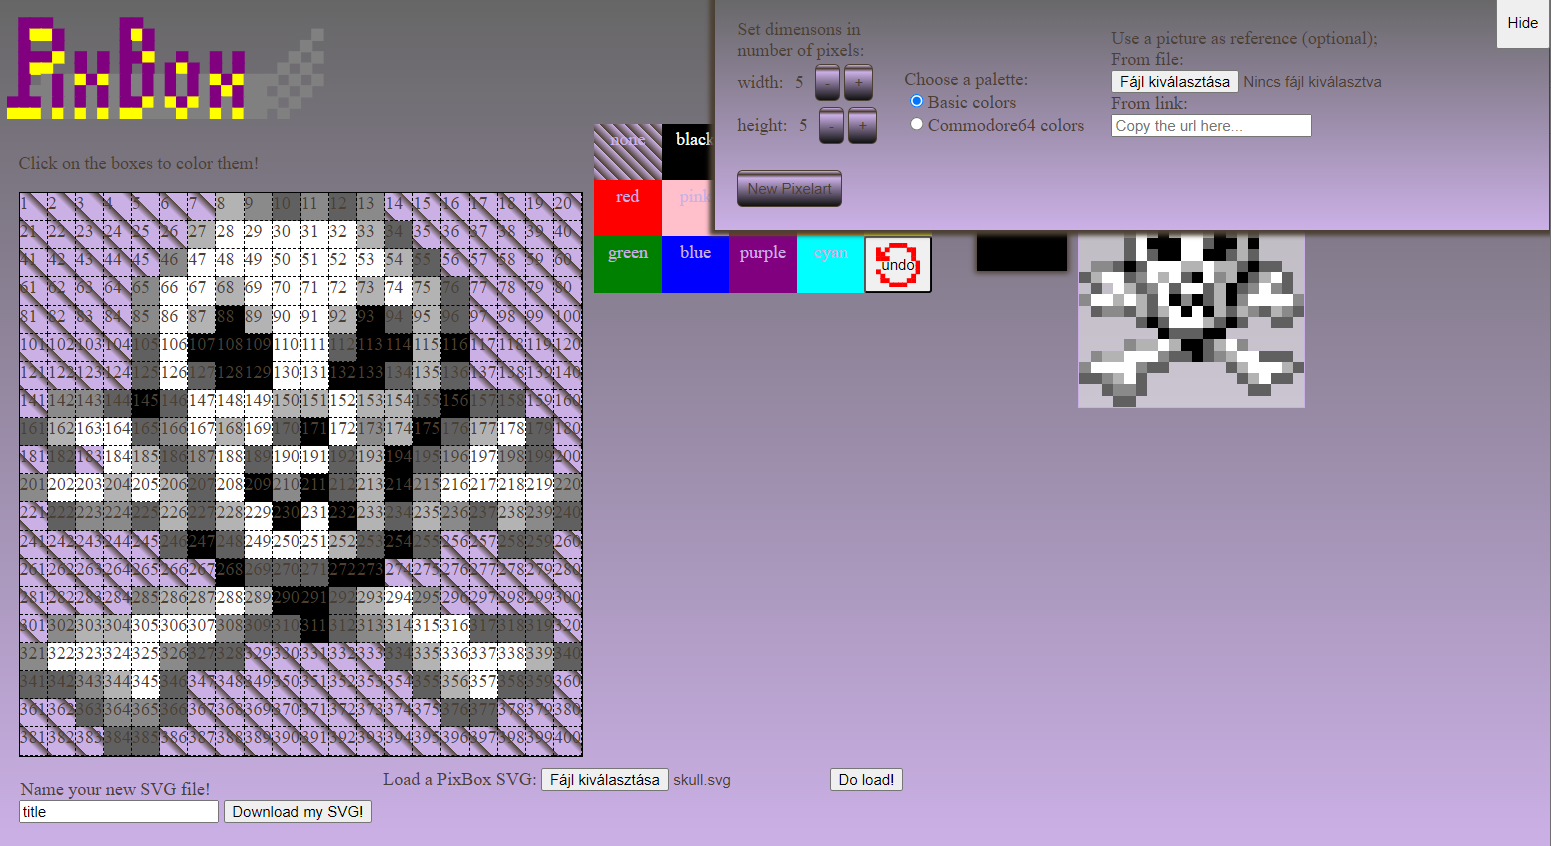 PixBox
Set dimensons in
number of pixels:
width: 5 - +
height: 5 - +
New Pixelart
Choose a palette:
Basic colors
Commodore64 colors
Use a picture as reference (optional);
From file:
Fájl kiválasztása Nincs fájl kiválasztva
From link:
Copy the url here...
Hide
Click on the boxes to color them!
none black
red pink
green blue purple cyan undo
1 2 3 4 5 6 7 8 9 10 11 12 13 14 15 16 17 18 19 20
21 22 23 24 25 26 27 28 29 30 31 32 33 34 35 36 37 38 39 40
41 42 43 44 45 46 47 48 49 50 51 52 53 54 55 56 57 58 59 60
61 62 63 64 65 66 67 68 69 70 71 72 73 74 75 76 77 78 79 80
81 82 83 84 85 86 87 88 89 90 91 92 93 94 95 96 97 98 99 100
101 102 103 104 105 106 107 108 109 110 111 112 113 114 115 116 117 118 119 120
121 122 123 124 125 126 127 128 129 130 131 132 133 134 135 136 137 138 139 140
141 142 143 144 145 146 147 148 149 150 151 152 153 154 155 156 157 158 159 160
161 162 163 164 165 166 167 168 169 170 171 172 173 174 175 176 177 178 179 180
181 182 183 184 185 186 187 188 189 190 191 192 193 194 195 196 197 198 199 200
201 202 203 204 205 206 207 208 209 210 211 212 213 214 215 216 217 218 219 220
221 222 223 224 225 226 227 228 229 230 231 232 233 234 235 236 237 238 239 240
241 242 243 244 245 246 247 248 249 250 251 252 253 254 255 256 257 258 259 260
261 262 263 264 265 266 267 268 269 270 271 272 273 274 275 276 277 278 279 280
281 282 283 284 285 286 287 288 289 290 291 292 293 294 295 296 297 298 299 300
301 302 303 304 305 306 307 308 309 310 311 312 313 314 315 316 317 318 319 320
321 322 323 324 325 326 327 328 329 330 331 332 333 334 335 336 337 338 339 340
341 342 343 344 345 346 347 348 349 350 351 352 353 354 355 356 357 358 359 360
361 362 363 364 365 366 367 368 369 370 371 372 373 374 375 376 377 378 379 380
381 382 383 384 385 386 387 388 389 390 391 392 393 394 395 396 397 398 399 400
Name your new SVG file!
title Download my SVG!
Load a PixBox SVG: Fájl kiválasztása skull.svg Do load!